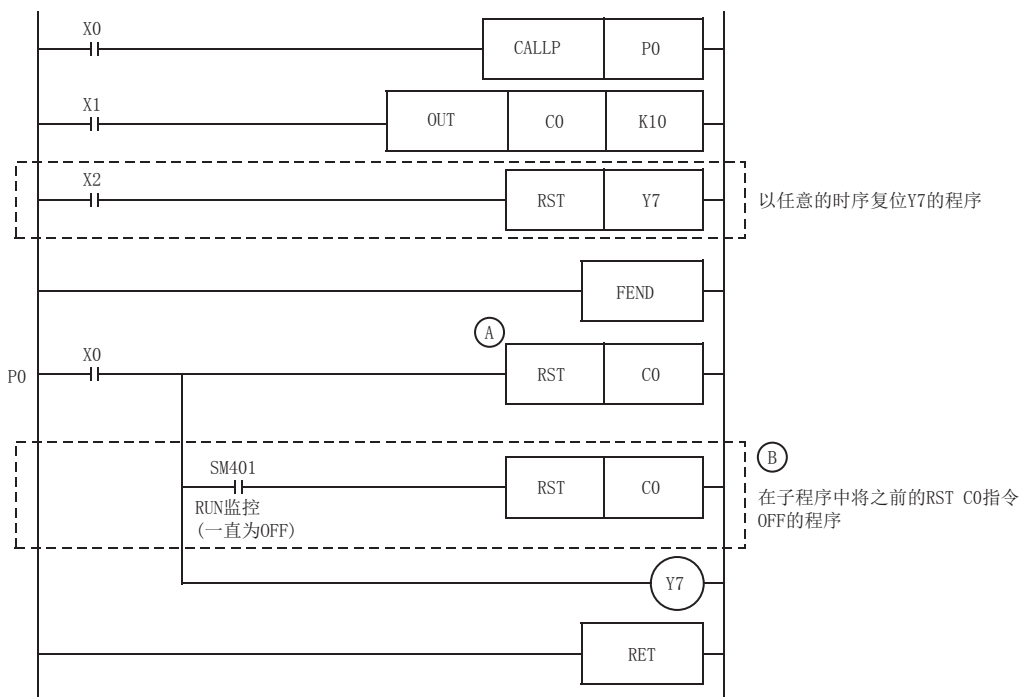 X0
CALLP P0
X1
OUT C0 K10
X2
RST Y7
以任意的时序复位Y7的程序
FEND
A
X0
P0
RST C0
B
SM401
RST C0
RUN监控
(一直为OFF)
在子程序中将之前的RST C0指令
OFF的程序
Y7
RET